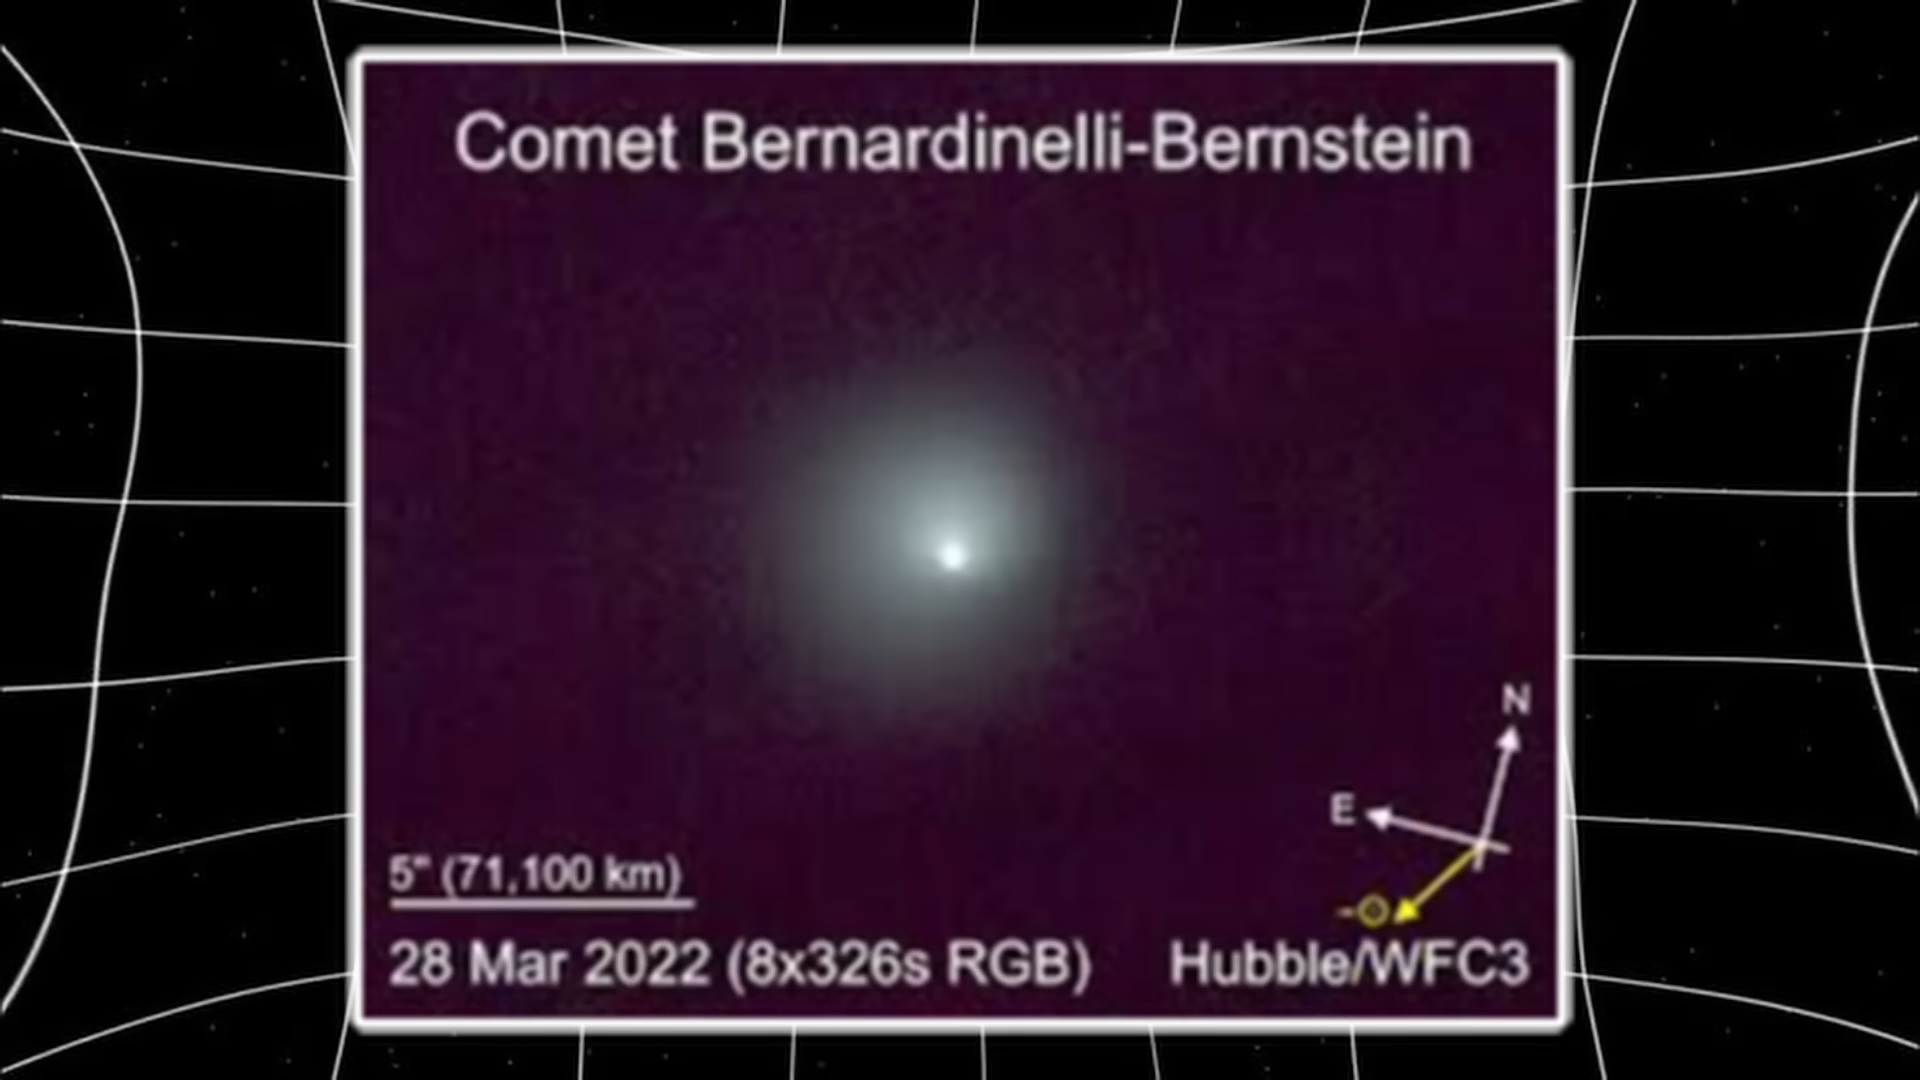 Comet Bernardinelli-Bernstein
N
E
-☉
5" (71,100 km)
28 Mar 2022 (8x326s RGB)
Hubble/WFC3